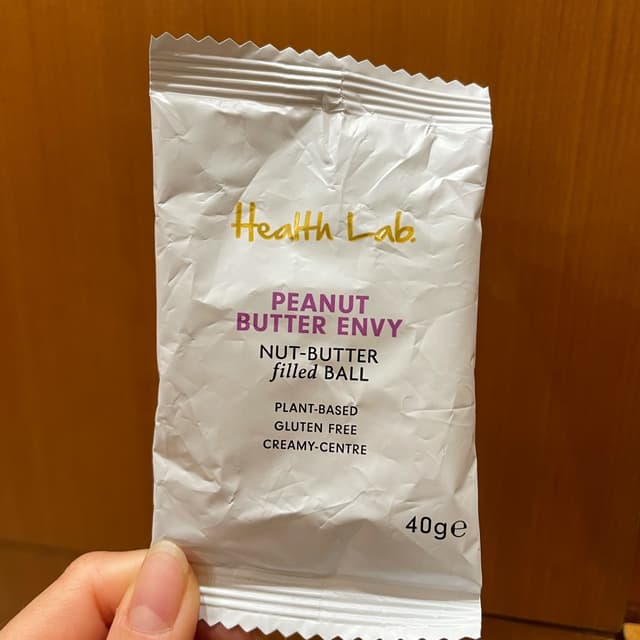 Health Lab.
PEANUT
BUTTER ENVY
NUT-BUTTER
filled BALL
PLANT-BASED
GLUTEN FREE
CREAMY-CENTRE
40g℮